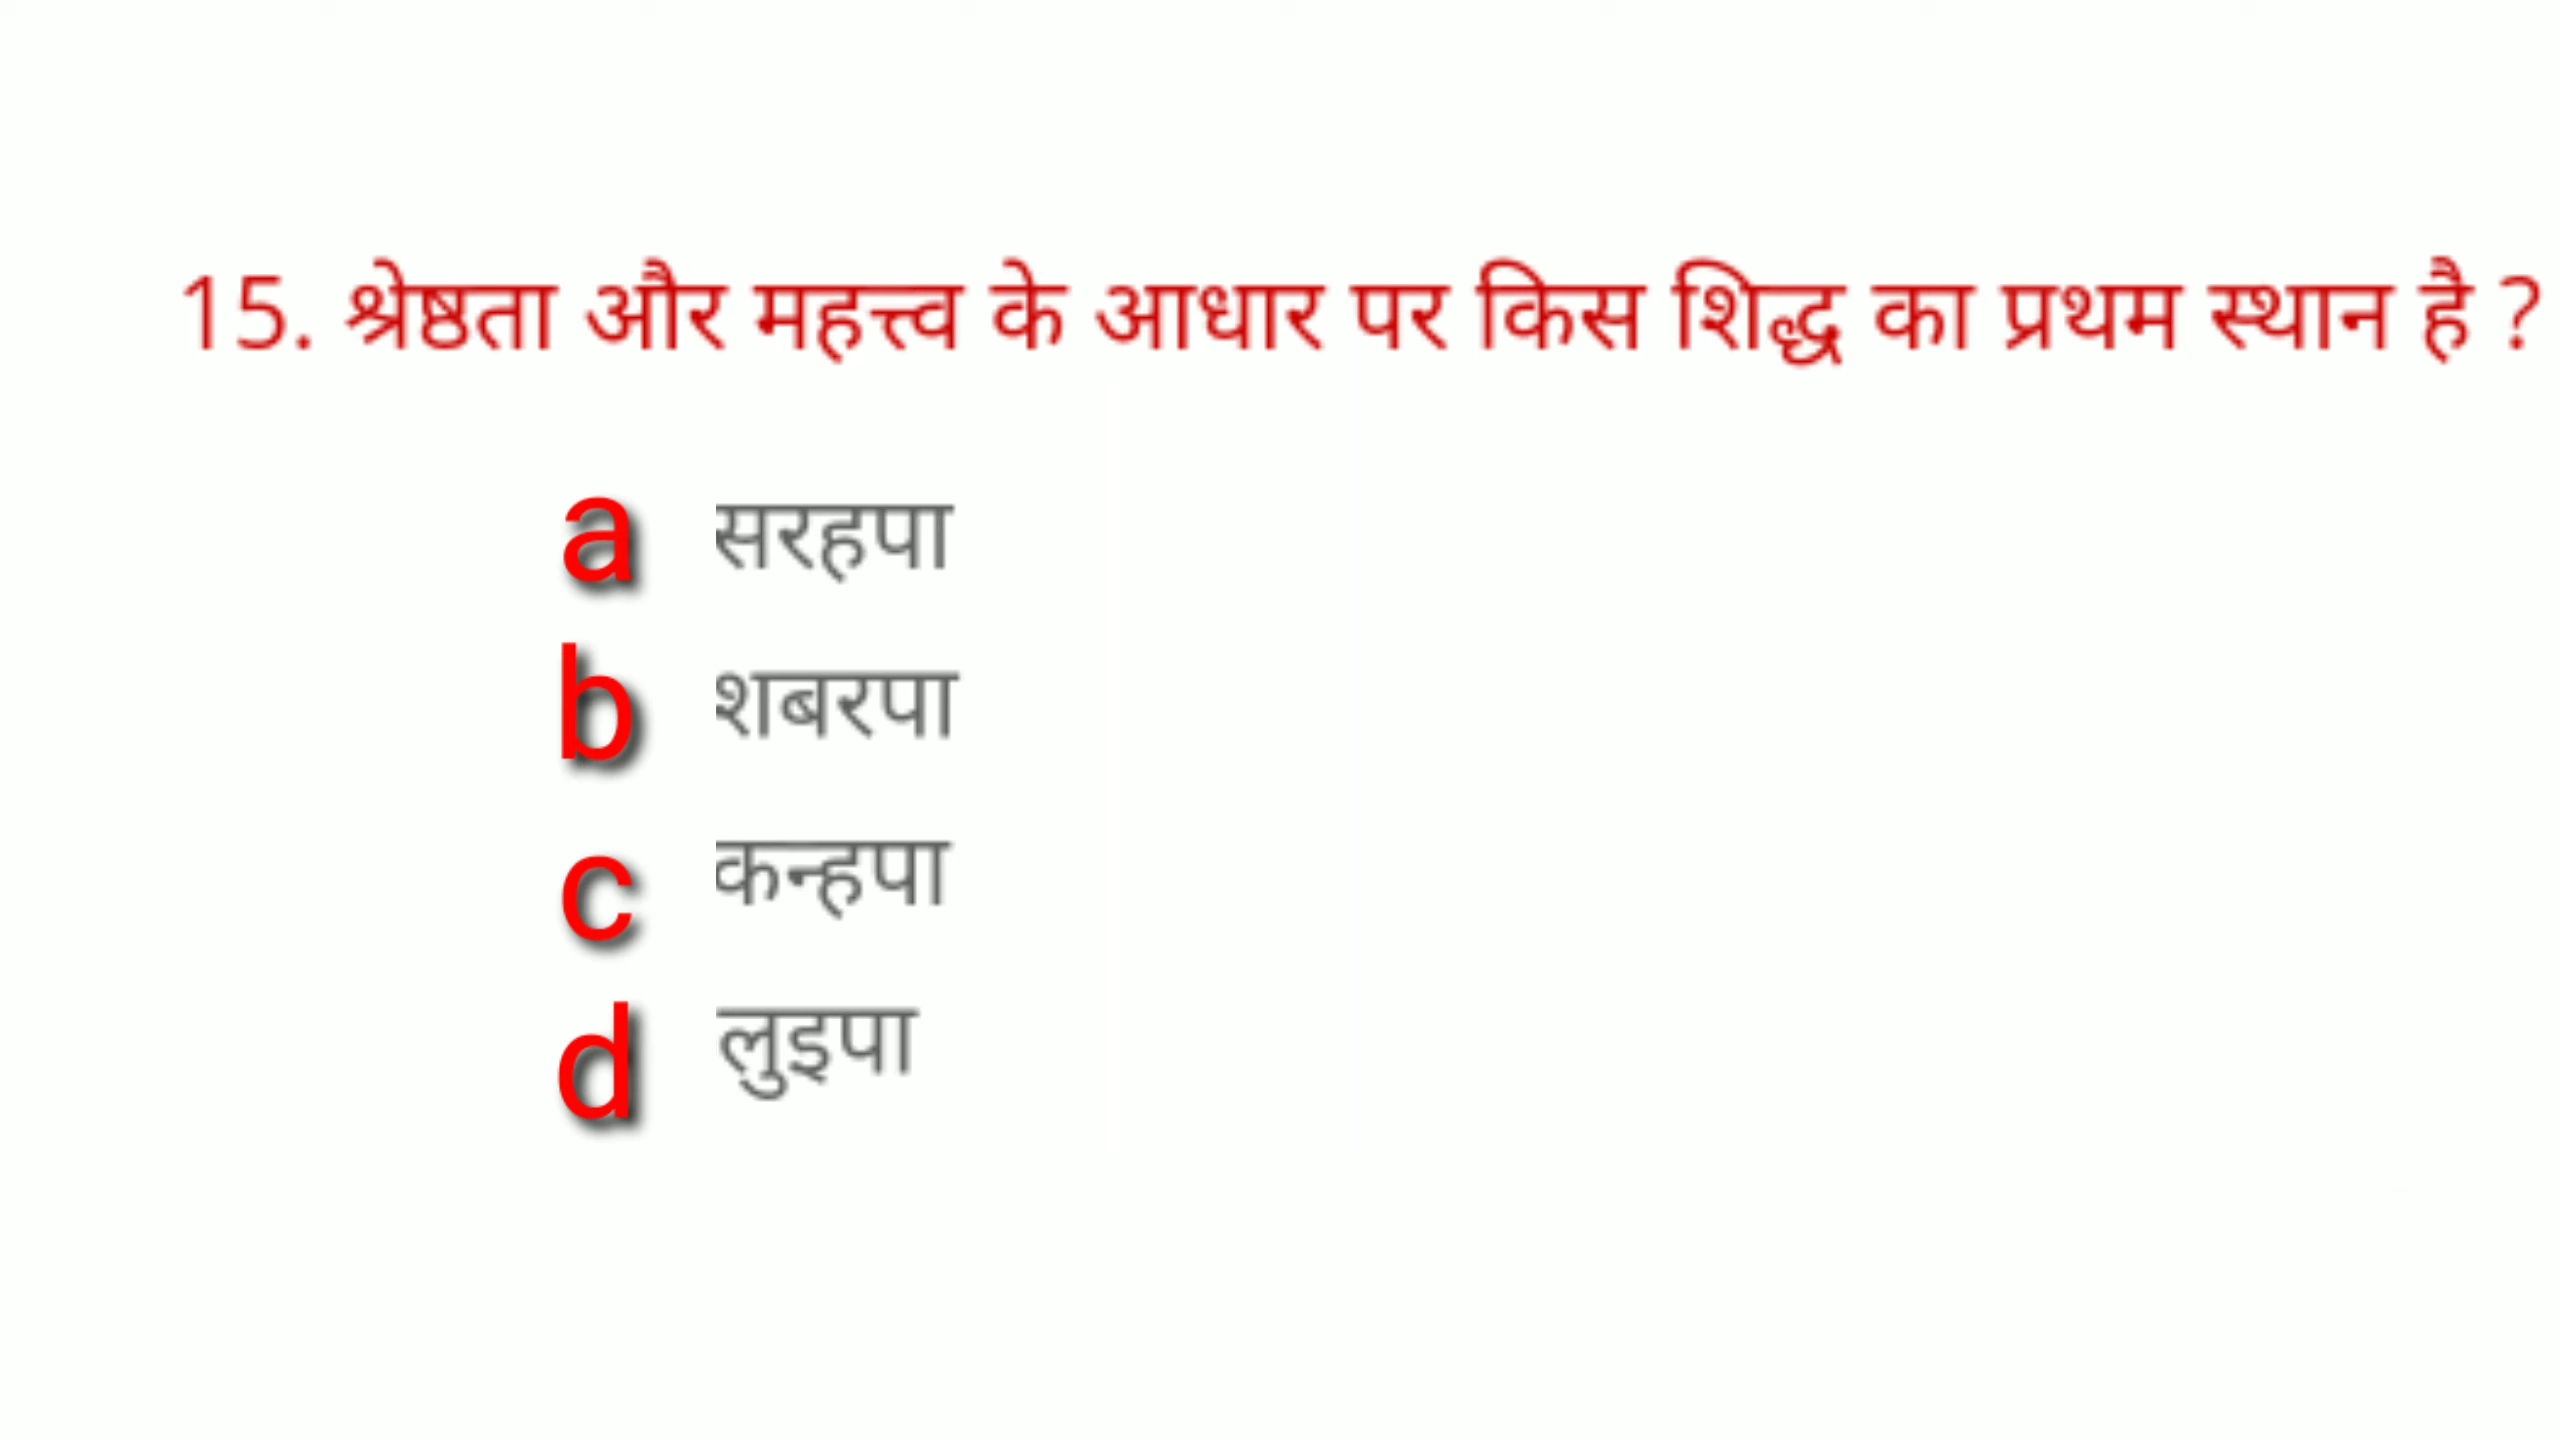 15. श्रेष्ठता और महत्त्व के आधार पर किस शिद्ध का प्रथम स्थान है ?
a सरहपा
b शबरपा
c कन्हपा
d लुइपा